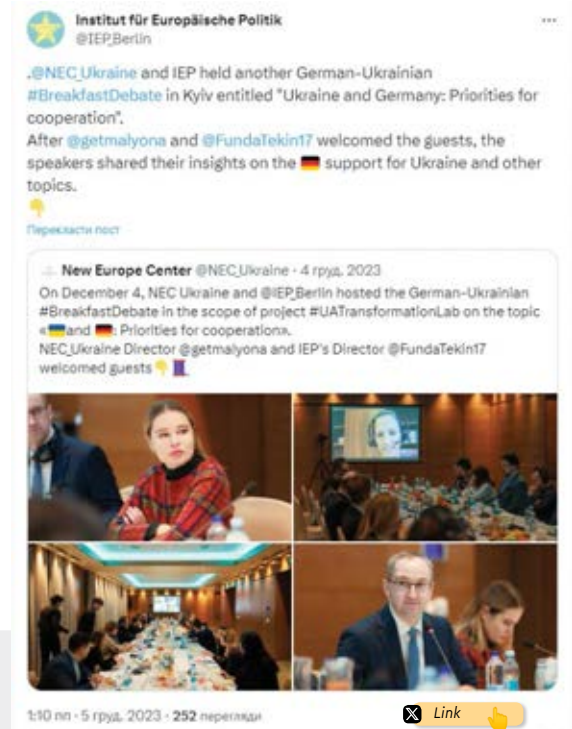 Institut für Europäische Politik
@IEP_Berlin
.@NEC_Ukraine and IEP held another German-Ukrainian
#BreakfastDebate in Kyiv entitled "Ukraine and Germany: Priorities for
cooperation".
After @getmalyona and @FundaTekin17 welcomed the guests, the
speakers shared their insights on the 🇩🇪 support for Ukraine and other
topics.
👇
Перекласти пост
New Europe Center @NEC_Ukraine · 4 груд. 2023
On December 4, NEC Ukraine and @IEP_Berlin hosted the German-Ukrainian
#BreakfastDebate in the scope of project #UATransformationLab on the topic
«🇺🇦and 🇩🇪: Priorities for cooperation».
NEC_Ukraine Director @getmalyona and IEP's Director @FundaTekin17
welcomed guests👇🧵
1:10 пп · 5 груд. 2023 · 252 перегляди
Link